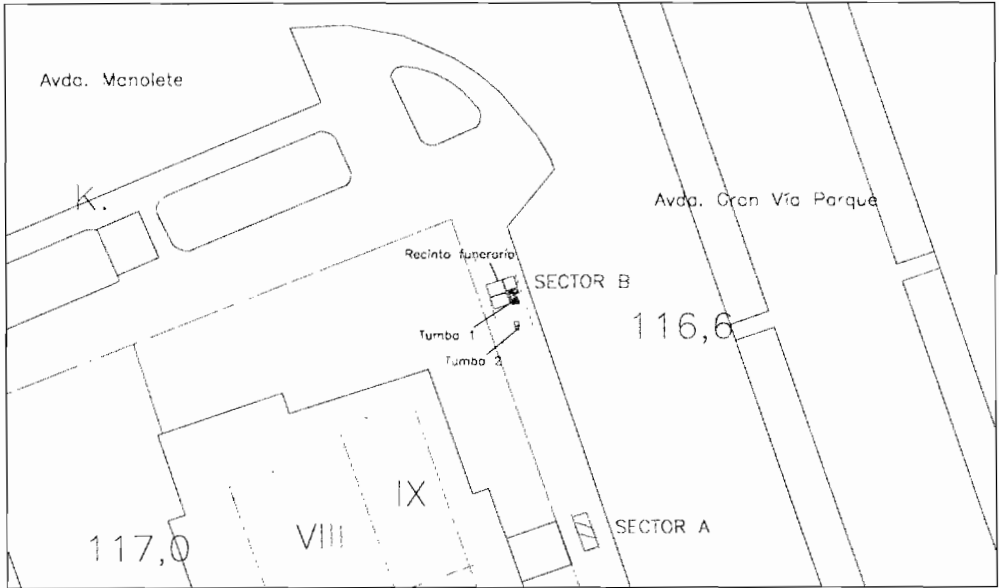 Avda. Manolete
K.
Avda. Gran Vía Parque
Recinto funerario
SECTOR B
116,6
Tumba 1
Tumba 2
IX
SECTOR A
VIII
117,0